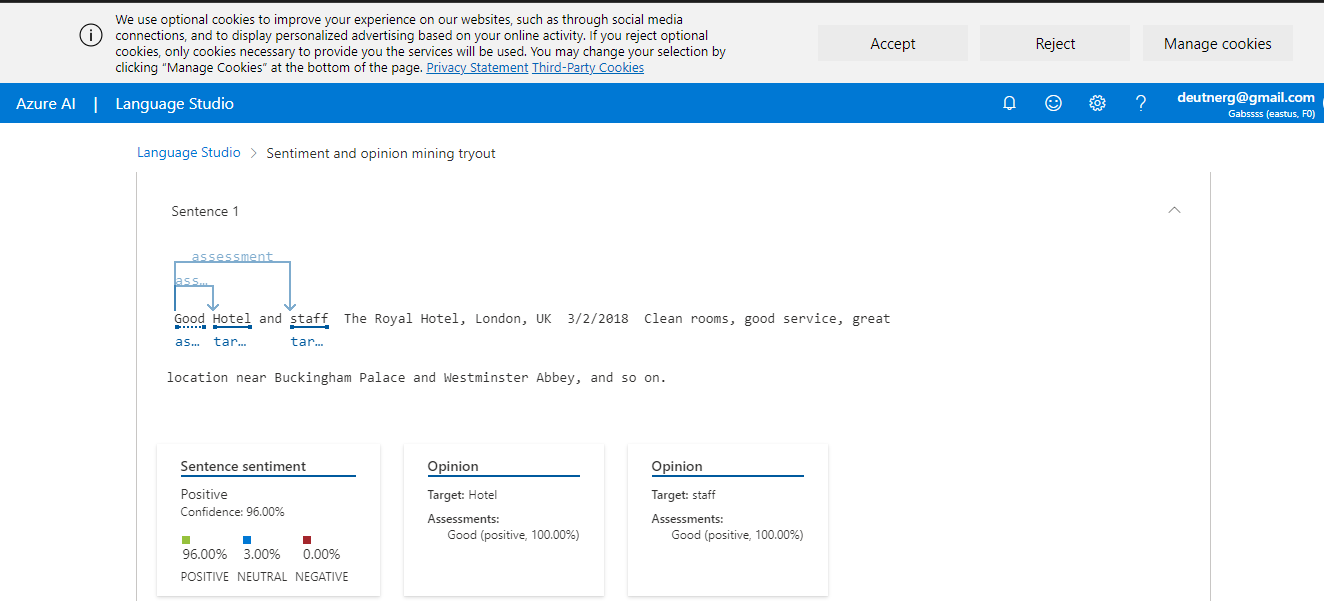 We use optional cookies to improve your experience on our websites, such as through social media
connections, and to display personalized advertising based on your online activity. If you reject optional
cookies, only cookies necessary to provide you the services will be used. You may change your selection by
clicking “Manage Cookies” at the bottom of the page. Privacy Statement Third-Party Cookies
Accept
Reject
Manage cookies
Azure AI | Language Studio
deutnerg@gmail.com
Gabssss (eastus, F0)
Language Studio > Sentiment and opinion mining tryout
Sentence 1
assessment
ass…
Good Hotel and staff The Royal Hotel, London, UK 3/2/2018 Clean rooms, good service, great
as… tar… tar…
location near Buckingham Palace and Westminster Abbey, and so on.
Sentence sentiment
Positive
Confidence: 96.00%
96.00% 3.00% 0.00%
POSITIVE NEUTRAL NEGATIVE
Opinion
Target: Hotel
Assessments:
Good (positive, 100.00%)
Opinion
Target: staff
Assessments:
Good (positive, 100.00%)